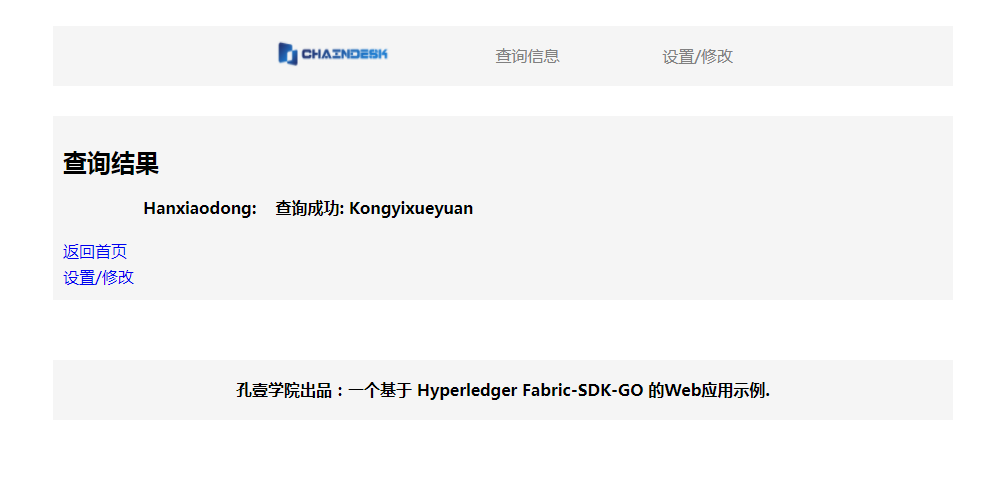 CHAINDESK 查询信息 设置/修改
查询结果
Hanxiaodong: 查询成功: Kongyixueyuan
返回首页
设置/修改
孔壹学院出品：一个基于 Hyperledger Fabric-SDK-GO 的Web应用示例.